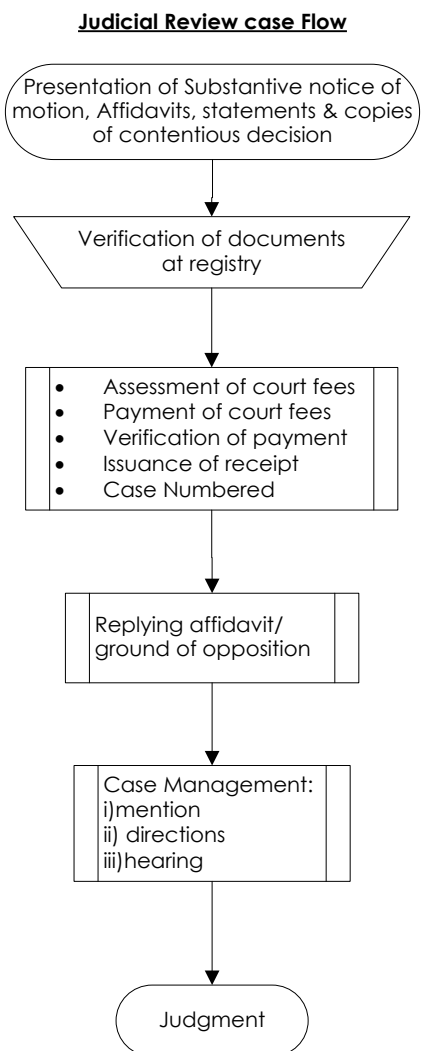 Judicial Review case Flow
Presentation of Substantive notice of
motion, Affidavits, statements & copies
of contentious decision
Verification of documents
at registry
• Assessment of court fees
• Payment of court fees
• Verification of payment
• Issuance of receipt
• Case Numbered
Replying affidavit/
ground of opposition
Case Management:
i)mention
ii) directions
iii)hearing
Judgment